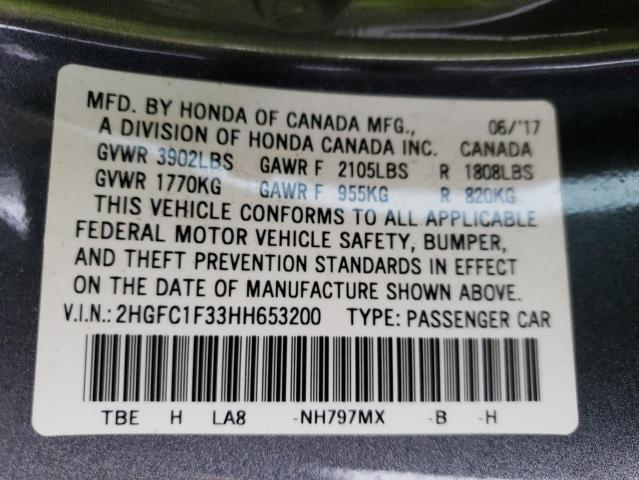 MFD. BY HONDA OF CANADA MFG., 06/'17
A DIVISION OF HONDA CANADA INC. CANADA
GVWR 3902LBS GAWR F 2105LBS R 1808LBS
GVWR 1770KG GAWR F 955KG R 820KG
THIS VEHICLE CONFORMS TO ALL APPLICABLE
FEDERAL MOTOR VEHICLE SAFETY, BUMPER,
AND THEFT PREVENTION STANDARDS IN EFFECT
ON THE DATE OF MANUFACTURE SHOWN ABOVE.
V.I.N.: 2HGFC1F33HH653200 TYPE: PASSENGER CAR
TBE H LA8 -NH797MX -B -H